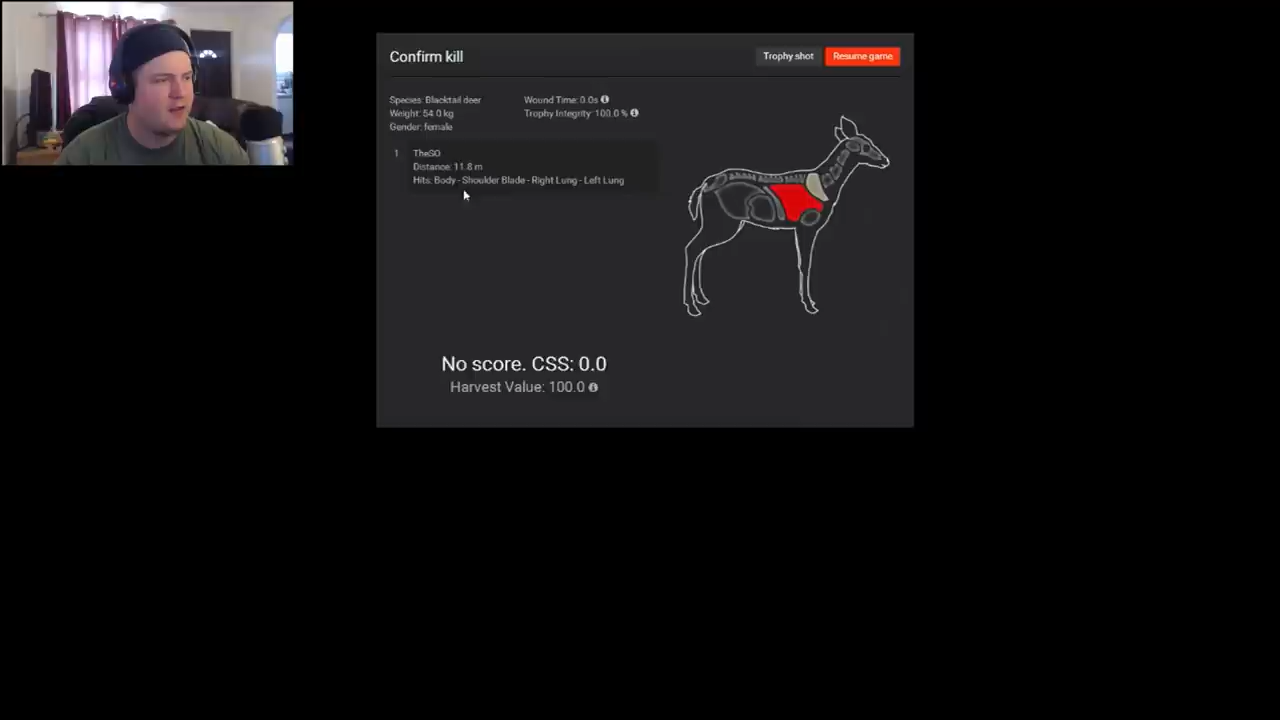 Confirm kill
Trophy shot
Resume game
Species: Blacktail deer
Wound Time: 0.0s
Weight: 54.0 kg
Trophy Integrity: 100.0 %
Gender: female
1 TheSO
Distance: 11.8 m
Hits: Body - Shoulder Blade - Right Lung - Left Lung
No score. CSS: 0.0
Harvest Value: 100.0